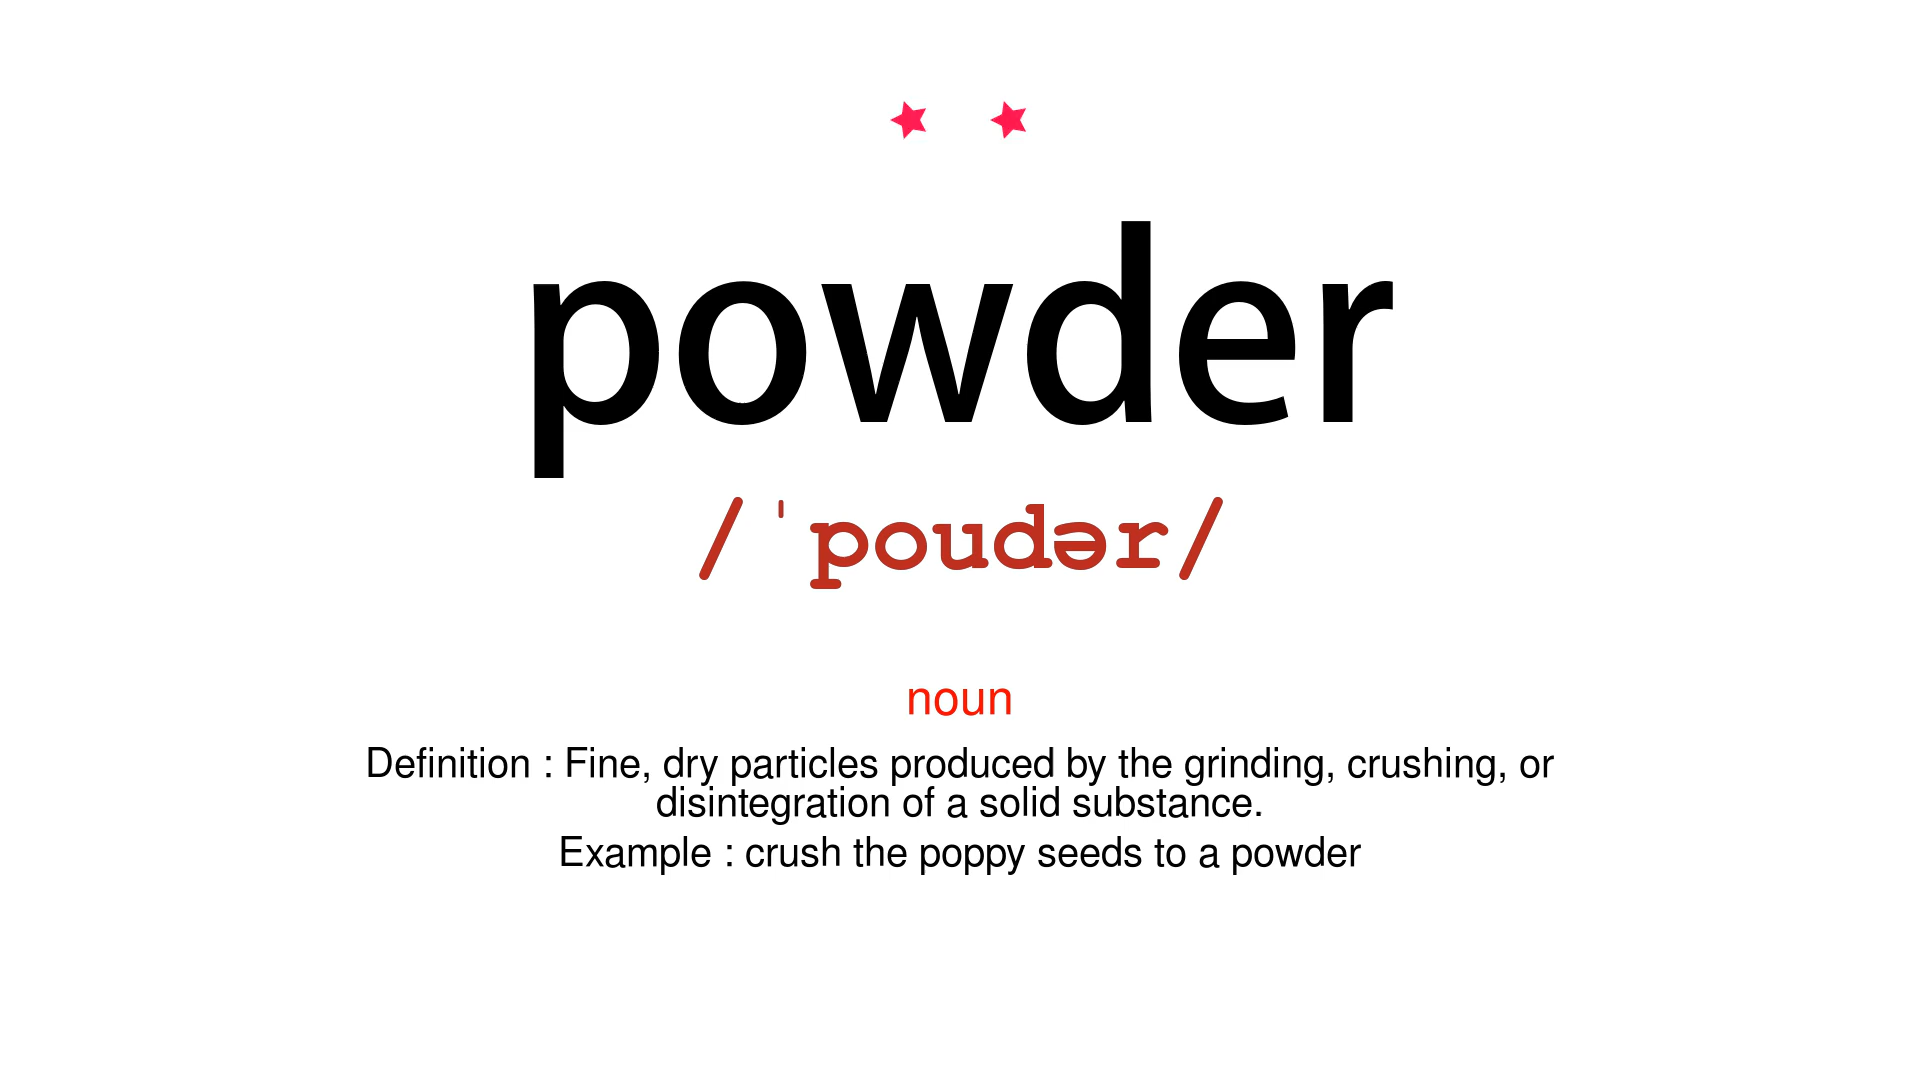 powder
/ˈpoudər/
noun
Definition : Fine, dry particles produced by the grinding, crushing, or
disintegration of a solid substance.
Example : crush the poppy seeds to a powder